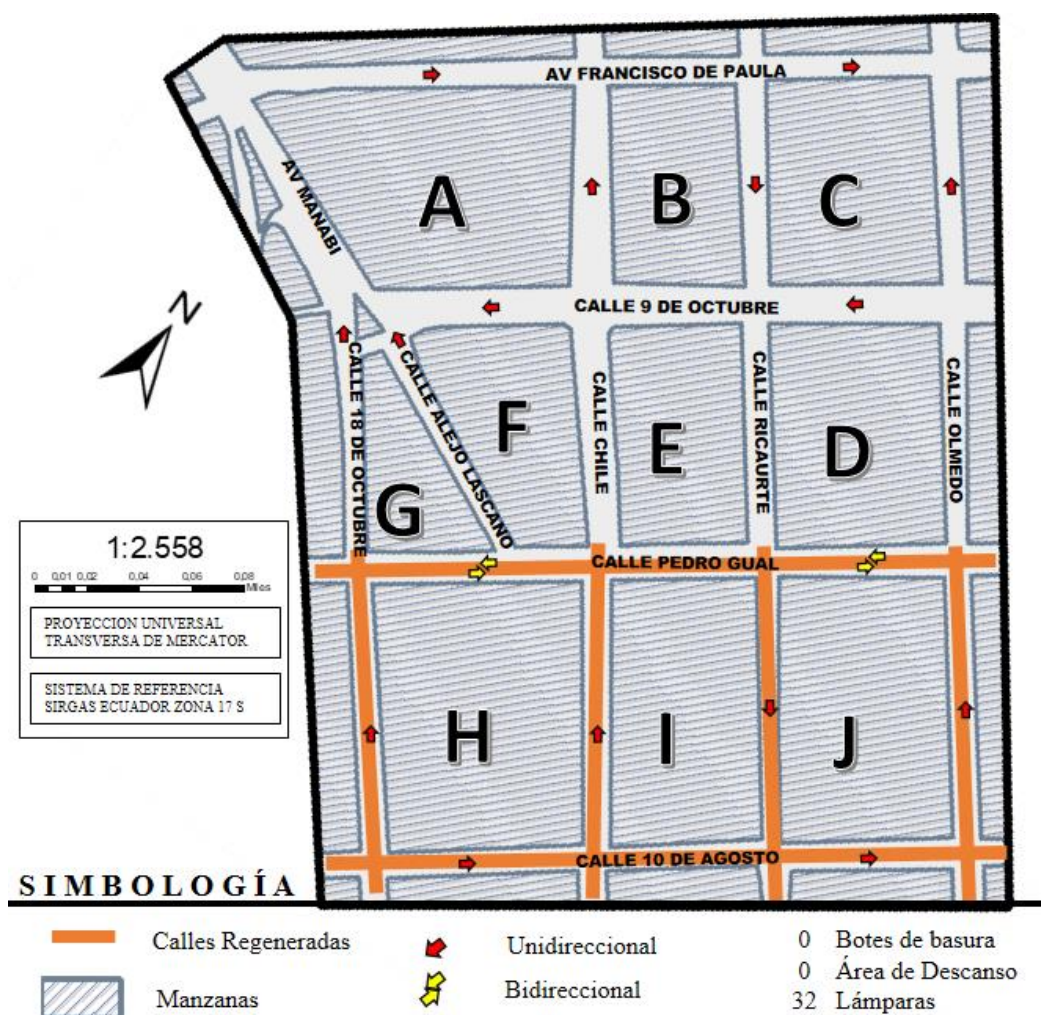 AV FRANCISCO DE PAULA
AV MANABI
A
B
C
CALLE 9 DE OCTUBRE
N
CALLE 18 DE OCTUBRE
CALLE ALEJO LASCANO
CALLE CHILE
CALLE RICAURTE
CALLE OLMEDO
F
E
D
G
CALLE PEDRO GUAL
1:2.558
0 0,01 0,02 0,04 0,06 0,08
Miles
PROYECCION UNIVERSAL
TRANSVERSA DE MERCATOR
SISTEMA DE REFERENCIA
SIRGAS ECUADOR ZONA 17 S
H
I
J
CALLE 10 DE AGOSTO
SIMBOLOGÍA
Calles Regeneradas
Unidireccional
0 Botes de basura
0 Área de Descanso
Manzanas
Bidireccional
32 Lámparas